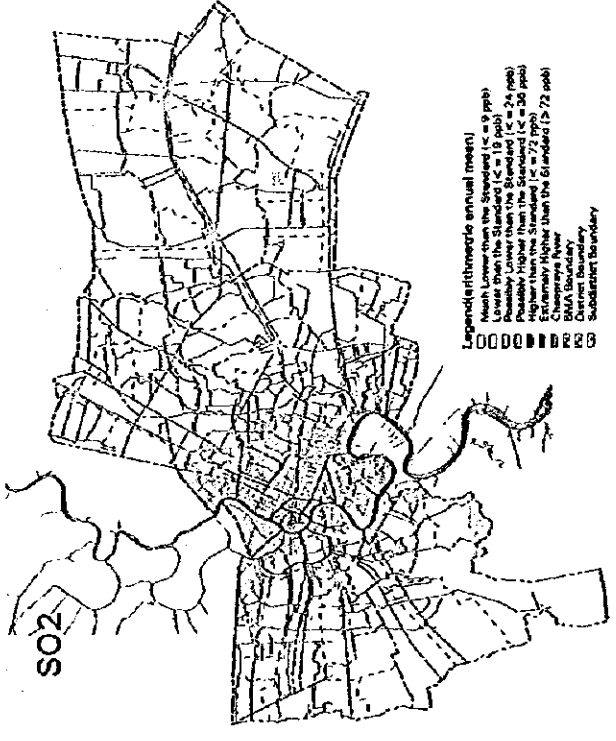 SO2
Legend(arithmetric annual mean)
Much Lower than the Standard (< = 9 ppb)
Lower than the Standard (< = 19 ppb)
Possibly Lower than the Standard (< = 24 ppb)
Possibly Higher than the Standard (< = 36 ppb)
Higher than the Standard (< = 72 ppb)
Extremely Higher than the Standard (> 72 ppb)
Chaopraya River
BMA Boundary
District Boundary
Subdistrict Boundary